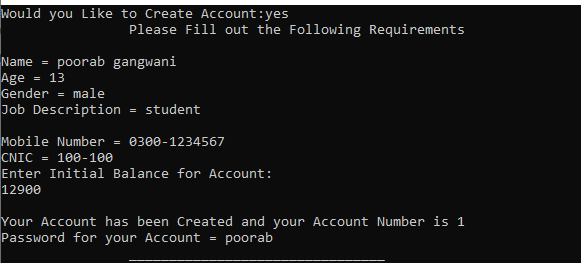 Would you Like to Create Account:yes
Please Fill out the Following Requirements
Name = poorab gangwani
Age = 13
Gender = male
Job Description = student
Mobile Number = 0300-1234567
CNIC = 100-100
Enter Initial Balance for Account:
12900
Your Account has been Created and your Account Number is 1
Password for your Account = poorab
________________________________